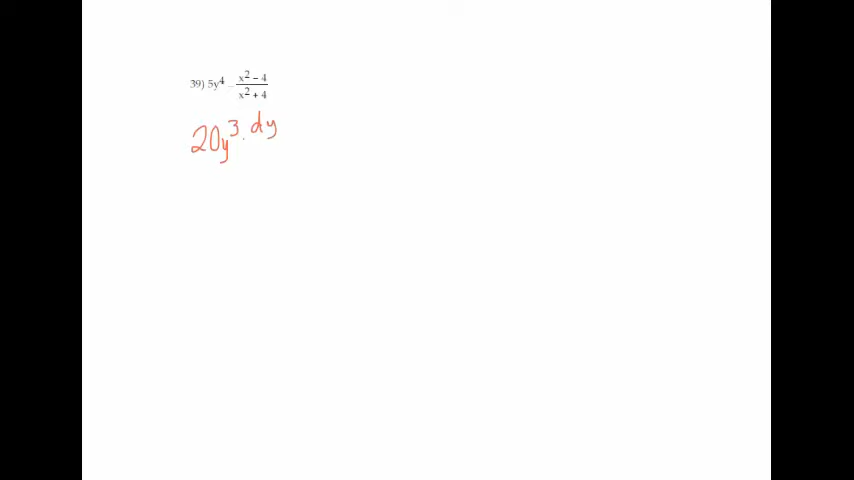 39) 5y⁴ = (x² − 4)/(x² + 4)
20y³ · dy